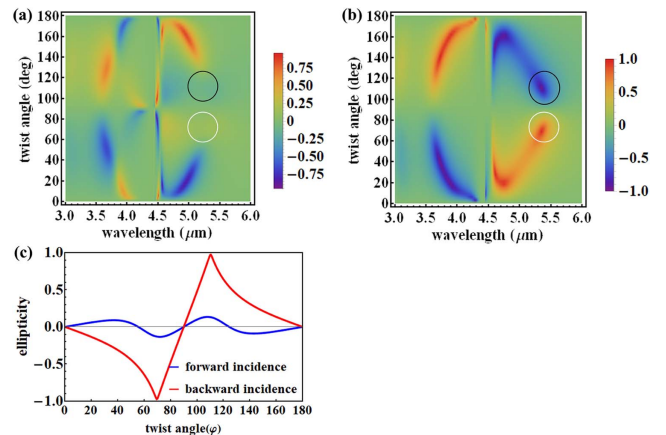 (a)
180
160
140
120
100
80
60
40
20
0
twist angle (deg)
3.0 3.5 4.0 4.5 5.0 5.5 6.0
wavelength (μm)
0.75
0.50
0.25
0
-0.25
-0.50
-0.75
(b)
180
160
140
120
100
80
60
40
20
0
twist angle (deg)
3.0 3.5 4.0 4.5 5.0 5.5 6.0
wavelength (μm)
1.0
0.5
0
-0.5
-1.0
(c)
1.0
0.5
0.0
-0.5
-1.0
ellipticity
forward incidence
backward incidence
0 20 40 60 80 100 120 140 160 180
twist angle(φ)